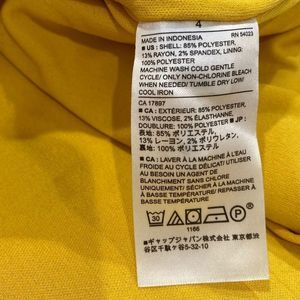 4
MADE IN INDONESIA RN 54023
■ US : SHELL: 85% POLYESTER,
13% RAYON, 2% SPANDEX, LINING:
100% POLYESTER
MACHINE WASH COLD GENTLE
CYCLE/ ONLY NON-CHLORINE BLEACH
WHEN NEEDED/ TUMBLE DRY LOW/
COOL IRON
CA 17897
■ CA : EXTÉRIEUR: 85% POLYESTER,
13% VISCOSE, 2% ÉLASTHANNE,
DOUBLURE: 100% POLYESTER ■ JP :
表地: 85% ポリエステル,
13% レーヨン, 2% ポリウレタン,
裏地: 100% ポリエステル
■ CA : LAVER À LA MACHINE À L'EAU
FROIDE AU CYCLE DÉLICAT/ UTILISER
AU BESOIN UN AGENT DE
BLANCHIMENT SANS CHLORE
UNIQUEMENT/ SÉCHER À LA MACHINE
À BASSE TEMPÉRATURE/ REPASSER À
BASSE TEMPÉRATURE
30 P
1166
■ギャップジャパン株式会社 東京都渋
谷区千駄ヶ谷5-32-10